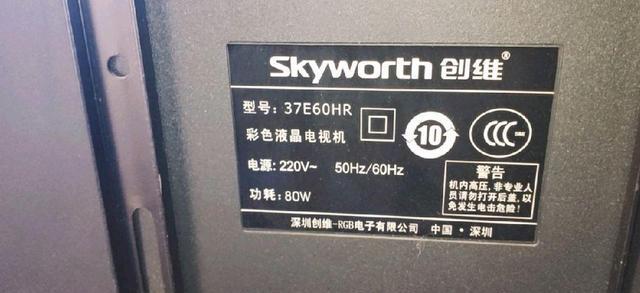 Skyworth 创维®
型号: 37E60HR
彩色液晶电视机
10
CCC
电源: 220V~ 50Hz/60Hz
功耗: 80W
警告
机内高压,非专业人
员请勿打开后盖,以
免发生电击危险!
深圳创维-RGB电子有限公司 中国·深圳